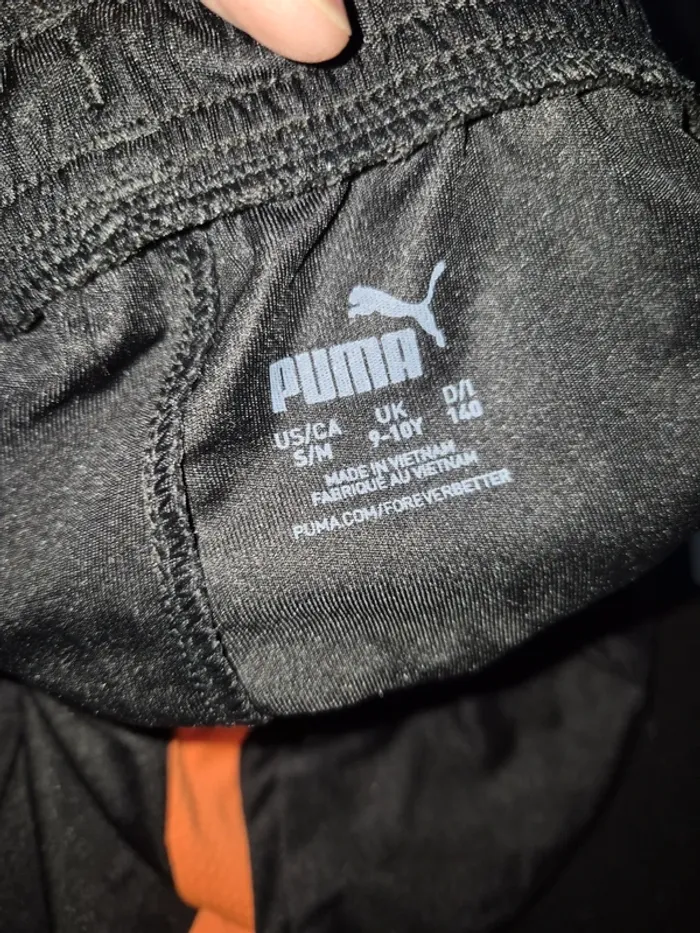 PUMA
US/CA UK D/I
S/M 9-10Y 140
MADE IN VIETNAM
FABRIQUÉ AU VIETNAM
PUMA.COM/FOREVERBETTER